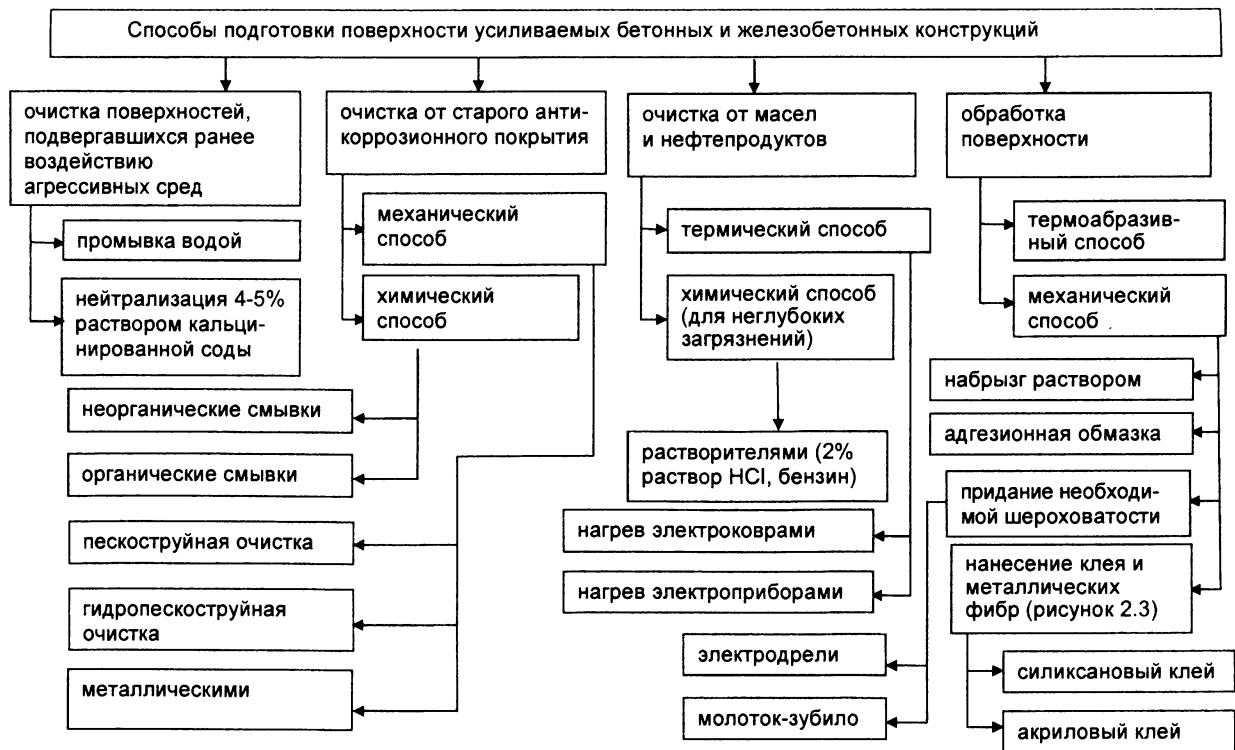 Способы подготовки поверхности усиливаемых бетонных и железобетонных конструкций
очистка поверхностей,
подвергавшихся ранее
воздействию
агрессивных сред
промывка водой
нейтрализация 4-5%
раствором кальци-
нированной соды
очистка от старого анти-
коррозионного покрытия
механический
способ
химический
способ
неорганические смывки
органические смывки
пескоструйная очистка
гидропескоструйная
очистка
металлическими
очистка от масел
и нефтепродуктов
термический способ
химический способ
(для неглубоких
загрязнений)
растворителями (2%
раствор HCl, бензин)
нагрев электроковрами
нагрев электроприборами
обработка
поверхности
термоабразив-
ный способ
механический
способ
набрызг раствором
адгезионная обмазка
придание необходи-
мой шероховатости
нанесение клея и
металлических
фибр (рисунок 2.3)
электродрели
молоток-зубило
силиксановый клей
акриловый клей